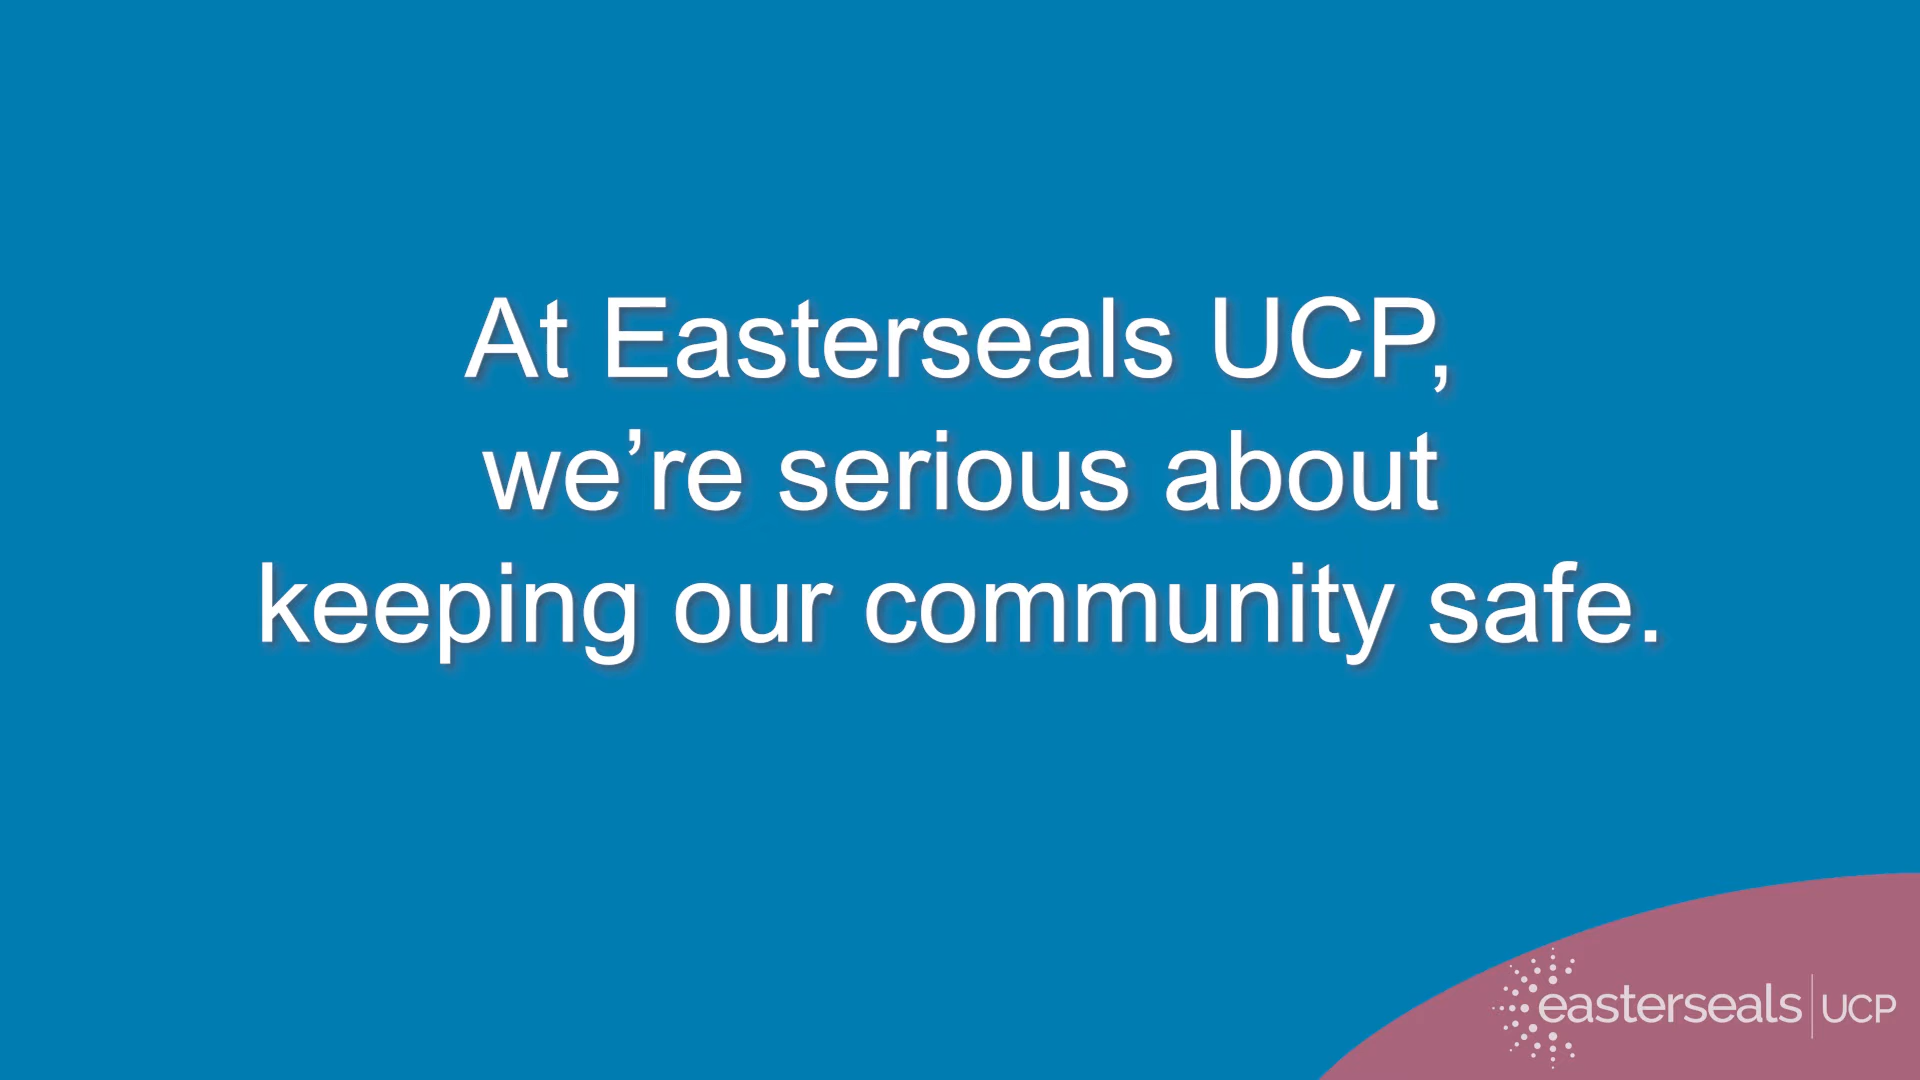 At Easterseals UCP,
we’re serious about
keeping our community safe.
easterseals UCP